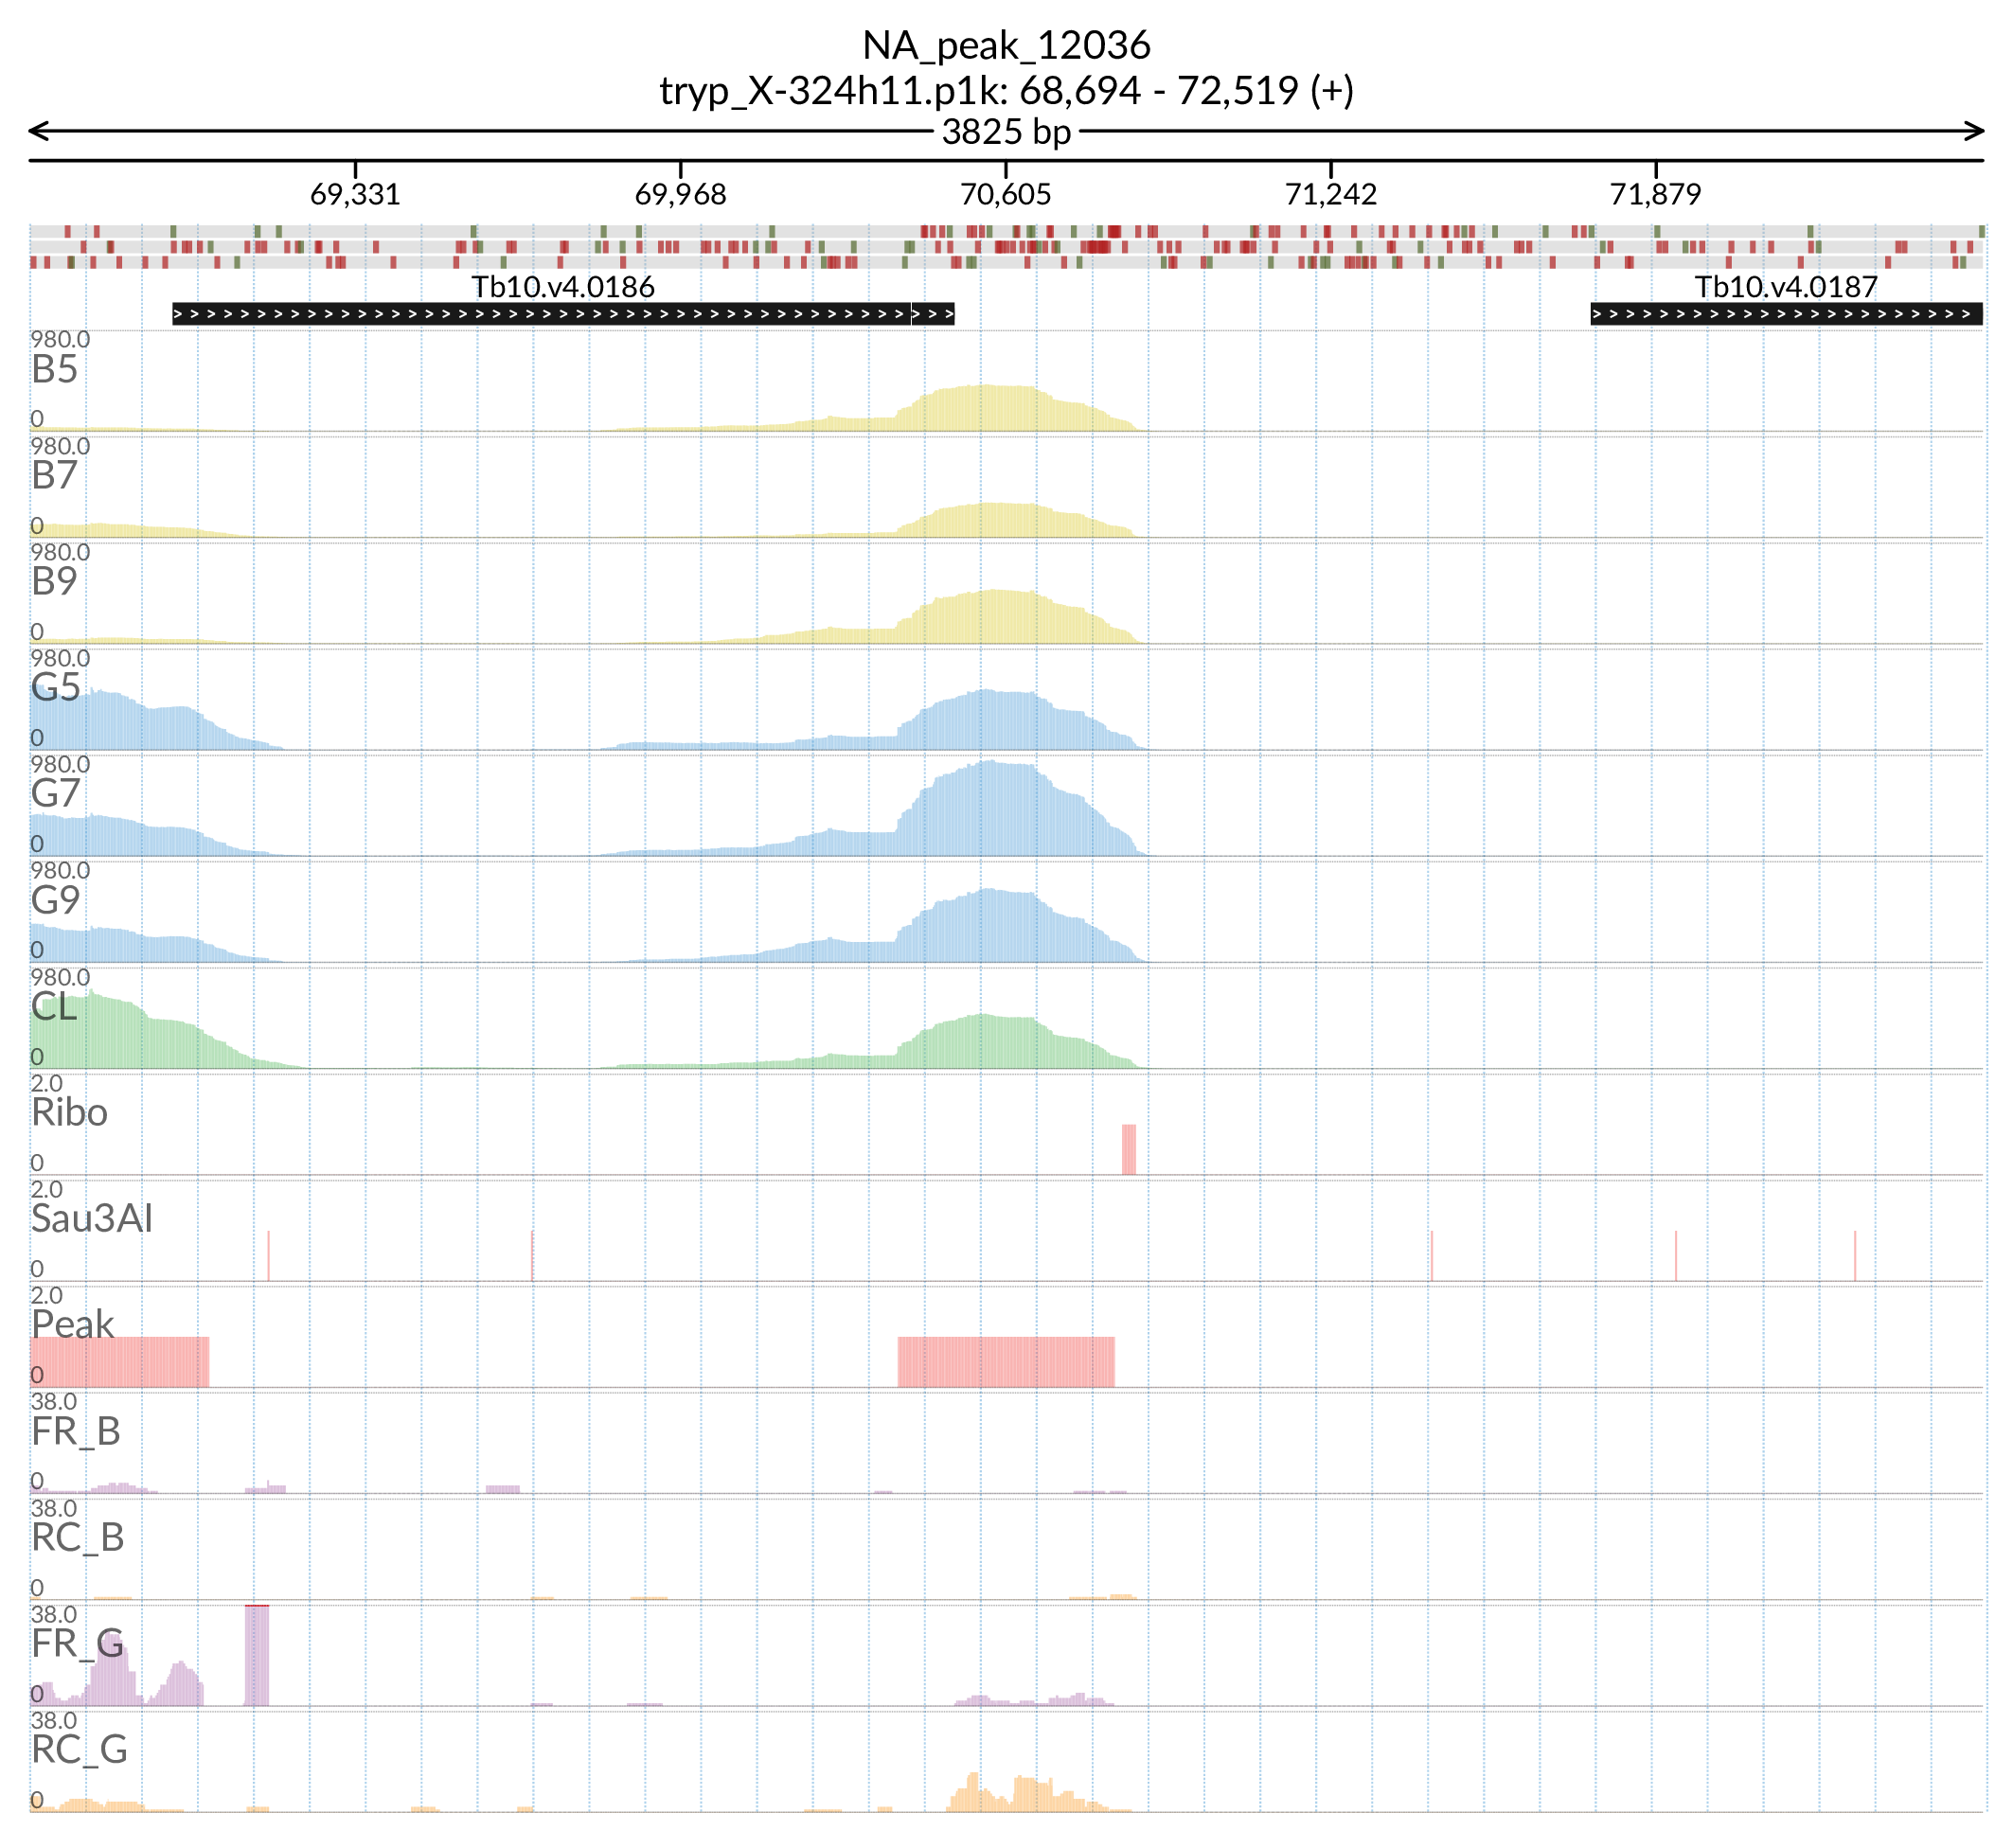 NA_peak_12036
tryp_X-324h11.p1k: 68,694 - 72,519 (+)
3825 bp
69,331 69,968 70,605 71,242 71,879
Tb10.v4.0186 Tb10.v4.0187
980.0
B5
0
980.0
B7
0
980.0
B9
0
980.0
G5
0
980.0
G7
0
980.0
G9
0
980.0
CL
0
2.0
Ribo
0
2.0
Sau3AI
0
2.0
Peak
0
38.0
FR_B
0
38.0
RC_B
0
38.0
FR_G
0
38.0
RC_G
0